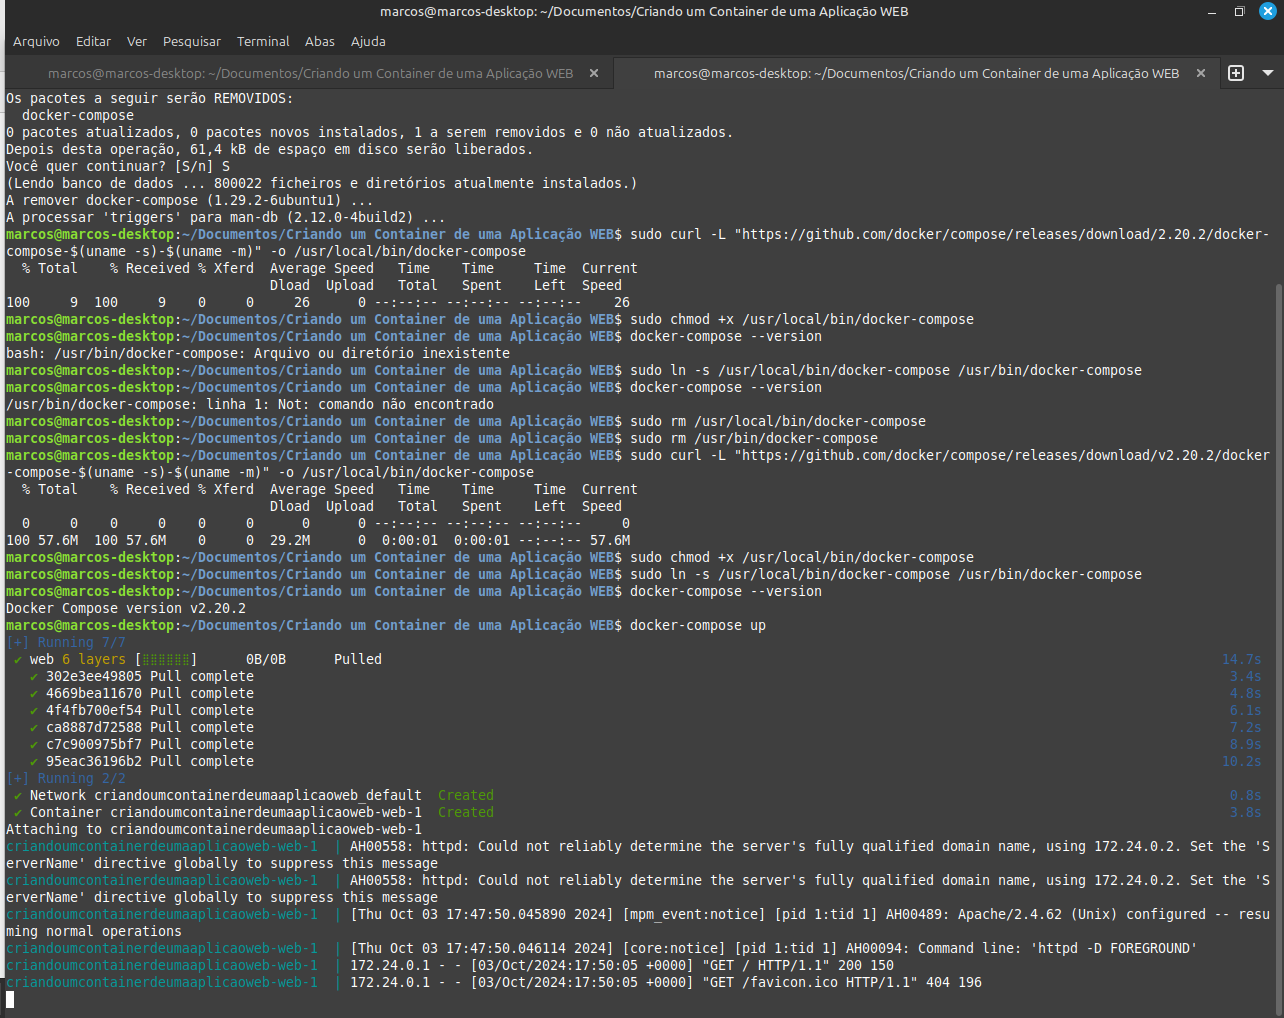 marcos@marcos-desktop: ~/Documentos/Criando um Container de uma Aplicação WEB
Arquivo Editar Ver Pesquisar Terminal Abas Ajuda
marcos@marcos-desktop: ~/Documentos/Criando um Container de uma Aplicação WEB marcos@marcos-desktop: ~/Documentos/Criando um Container de uma Aplicação WEB
Os pacotes a seguir serão REMOVIDOS:
  docker-compose
0 pacotes atualizados, 0 pacotes novos instalados, 1 a serem removidos e 0 não atualizados.
Depois desta operação, 61,4 kB de espaço em disco serão liberados.
Você quer continuar? [S/n] S
(Lendo banco de dados ... 800022 ficheiros e diretórios atualmente instalados.)
A remover docker-compose (1.29.2-6ubuntu1) ...
A processar 'triggers' para man-db (2.12.0-4build2) ...
marcos@marcos-desktop:~/Documentos/Criando um Container de uma Aplicação WEB$ sudo curl -L "https://github.com/docker/compose/releases/download/2.20.2/docker-
compose-$(uname -s)-$(uname -m)" -o /usr/local/bin/docker-compose
  % Total    % Received % Xferd  Average Speed   Time    Time     Time  Current
                                 Dload  Upload   Total   Spent    Left  Speed
100     9  100     9    0     0     26      0 --:--:-- --:--:-- --:--:--    26
marcos@marcos-desktop:~/Documentos/Criando um Container de uma Aplicação WEB$ sudo chmod +x /usr/local/bin/docker-compose
marcos@marcos-desktop:~/Documentos/Criando um Container de uma Aplicação WEB$ docker-compose --version
bash: /usr/bin/docker-compose: Arquivo ou diretório inexistente
marcos@marcos-desktop:~/Documentos/Criando um Container de uma Aplicação WEB$ sudo ln -s /usr/local/bin/docker-compose /usr/bin/docker-compose
marcos@marcos-desktop:~/Documentos/Criando um Container de uma Aplicação WEB$ docker-compose --version
/usr/bin/docker-compose: linha 1: Not: comando não encontrado
marcos@marcos-desktop:~/Documentos/Criando um Container de uma Aplicação WEB$ sudo rm /usr/local/bin/docker-compose
marcos@marcos-desktop:~/Documentos/Criando um Container de uma Aplicação WEB$ sudo rm /usr/bin/docker-compose
marcos@marcos-desktop:~/Documentos/Criando um Container de uma Aplicação WEB$ sudo curl -L "https://github.com/docker/compose/releases/download/v2.20.2/docker
-compose-$(uname -s)-$(uname -m)" -o /usr/local/bin/docker-compose
  % Total    % Received % Xferd  Average Speed   Time    Time     Time  Current
                                 Dload  Upload   Total   Spent    Left  Speed
  0     0    0     0    0     0      0      0 --:--:-- --:--:-- --:--:--     0
100 57.6M  100 57.6M    0     0  29.2M      0  0:00:01  0:00:01 --:--:-- 57.6M
marcos@marcos-desktop:~/Documentos/Criando um Container de uma Aplicação WEB$ sudo chmod +x /usr/local/bin/docker-compose
marcos@marcos-desktop:~/Documentos/Criando um Container de uma Aplicação WEB$ sudo ln -s /usr/local/bin/docker-compose /usr/bin/docker-compose
marcos@marcos-desktop:~/Documentos/Criando um Container de uma Aplicação WEB$ docker-compose --version
Docker Compose version v2.20.2
marcos@marcos-desktop:~/Documentos/Criando um Container de uma Aplicação WEB$ docker-compose up
[+] Running 7/7
 ✔ web 6 layers [⣿⣿⣿⣿⣿⣿]      0B/0B      Pulled 14.7s
   ✔ 302e3ee49805 Pull complete 3.4s
   ✔ 4669bea11670 Pull complete 4.8s
   ✔ 4f4fb700ef54 Pull complete 6.1s
   ✔ ca8887d72588 Pull complete 7.2s
   ✔ c7c900975bf7 Pull complete 8.9s
   ✔ 95eac36196b2 Pull complete 10.2s
[+] Running 2/2
 ✔ Network criandoumcontainerdeumaaplicaoweb_default  Created 0.8s
 ✔ Container criandoumcontainerdeumaaplicaoweb-web-1  Created 3.8s
Attaching to criandoumcontainerdeumaaplicaoweb-web-1
criandoumcontainerdeumaaplicaoweb-web-1  | AH00558: httpd: Could not reliably determine the server's fully qualified domain name, using 172.24.0.2. Set the 'S
erverName' directive globally to suppress this message
criandoumcontainerdeumaaplicaoweb-web-1  | AH00558: httpd: Could not reliably determine the server's fully qualified domain name, using 172.24.0.2. Set the 'S
erverName' directive globally to suppress this message
criandoumcontainerdeumaaplicaoweb-web-1  | [Thu Oct 03 17:47:50.045890 2024] [mpm_event:notice] [pid 1:tid 1] AH00489: Apache/2.4.62 (Unix) configured -- resu
ming normal operations
criandoumcontainerdeumaaplicaoweb-web-1  | [Thu Oct 03 17:47:50.046114 2024] [core:notice] [pid 1:tid 1] AH00094: Command line: 'httpd -D FOREGROUND'
criandoumcontainerdeumaaplicaoweb-web-1  | 172.24.0.1 - - [03/Oct/2024:17:50:05 +0000] "GET / HTTP/1.1" 200 150
criandoumcontainerdeumaaplicaoweb-web-1  | 172.24.0.1 - - [03/Oct/2024:17:50:05 +0000] "GET /favicon.ico HTTP/1.1" 404 196